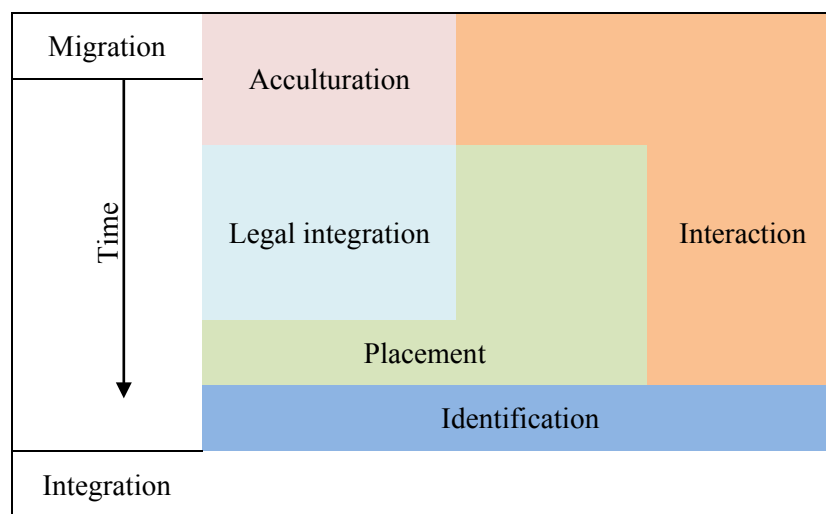 Migration
Acculturation
Time
Legal integration
Interaction
Placement
Identification
Integration